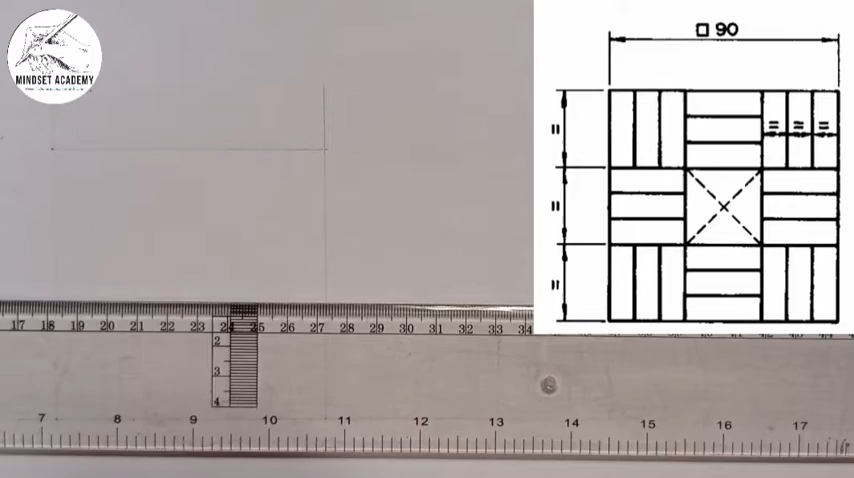 MINDSET ACADEMY
□ 90
= = =
=
=
=
17 18 19 20 21 22 23 24 25 26 27 28 29 30 31 32 33 34
2
3
4
7 8 9 10 11 12 13 14 15 16 17